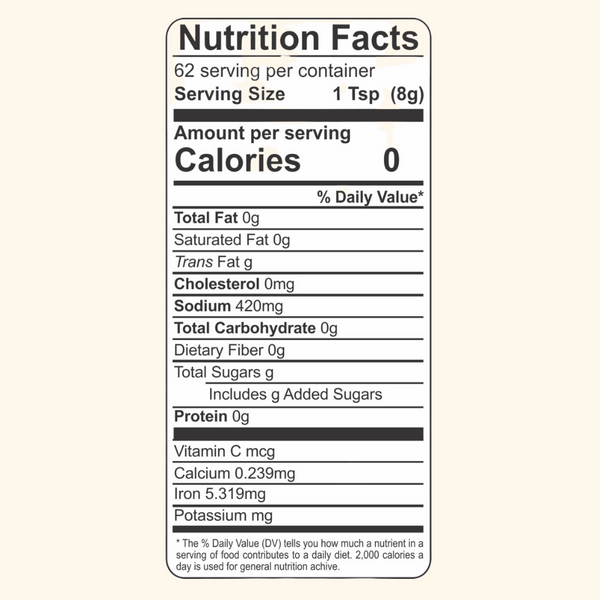 Nutrition Facts
62 serving per container
Serving Size 1 Tsp (8g)
Amount per serving
Calories 0
% Daily Value*
Total Fat 0g
Saturated Fat 0g
Trans Fat g
Cholesterol 0mg
Sodium 420mg
Total Carbohydrate 0g
Dietary Fiber 0g
Total Sugars g
Includes g Added Sugars
Protein 0g
Vitamin C mcg
Calcium 0.239mg
Iron 5.319mg
Potassium mg
* The % Daily Value (DV) tells you how much a nutrient in a
serving of food contributes to a daily diet. 2,000 calories a
day is used for general nutrition achive.